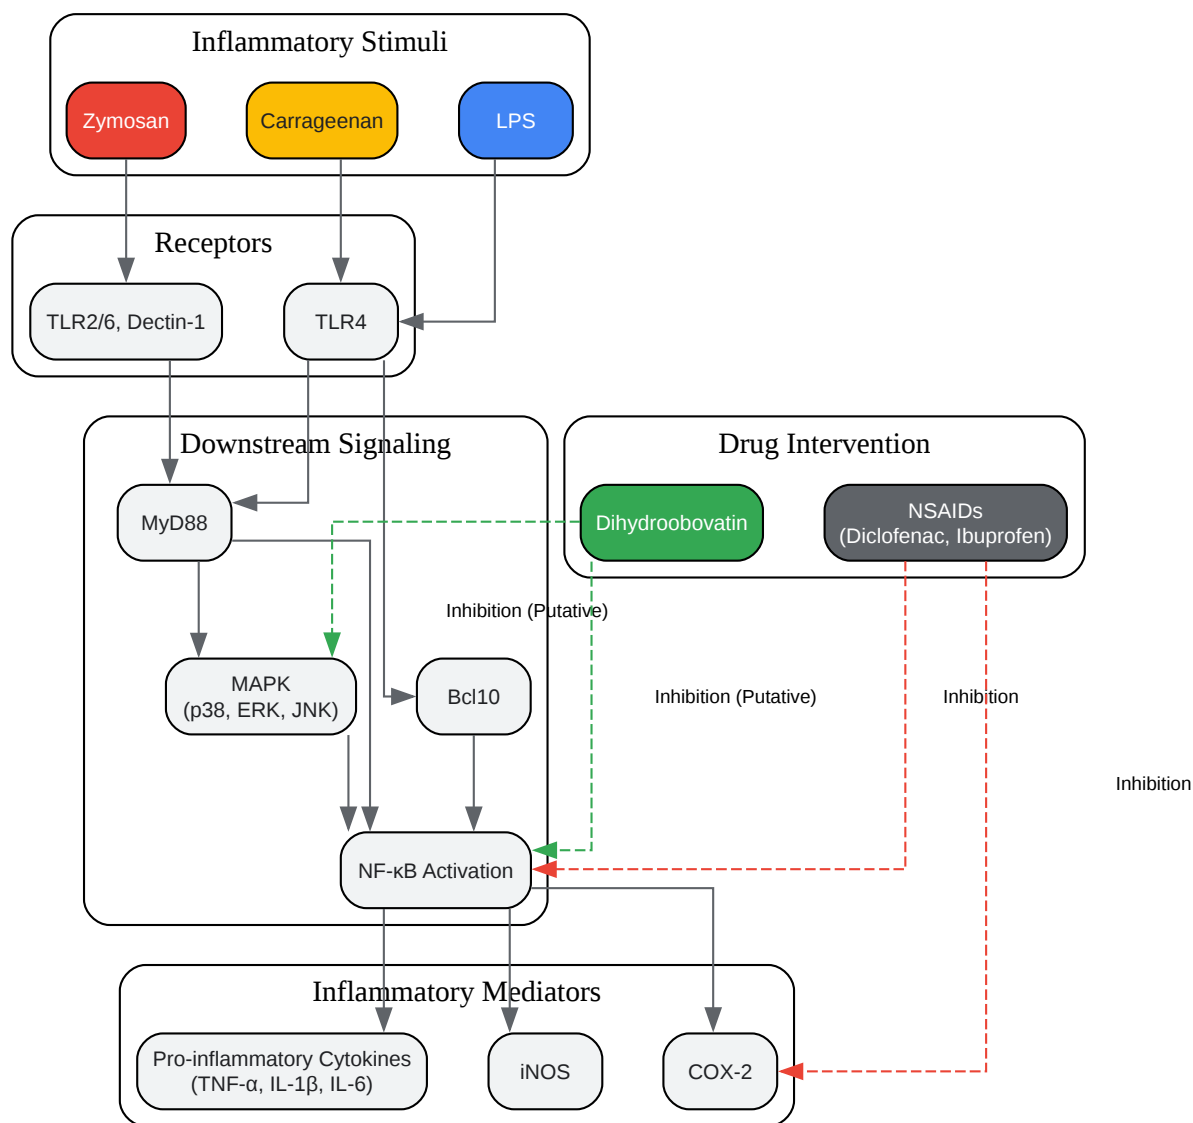 Inflammatory Stimuli
Zymosan
Carrageenan
LPS
Receptors
TLR2/6, Dectin-1
TLR4
Downstream Signaling
Drug Intervention
MyD88
Dihydroobovatin
NSAIDs
(Diclofenac, Ibuprofen)
Inhibition (Putative)
MAPK
(p38, ERK, JNK)
Bcl10
Inhibition (Putative)
Inhibition
Inhibition
NF-κB Activation
Inflammatory Mediators
Pro-inflammatory Cytokines
(TNF-α, IL-1β, IL-6)
iNOS
COX-2